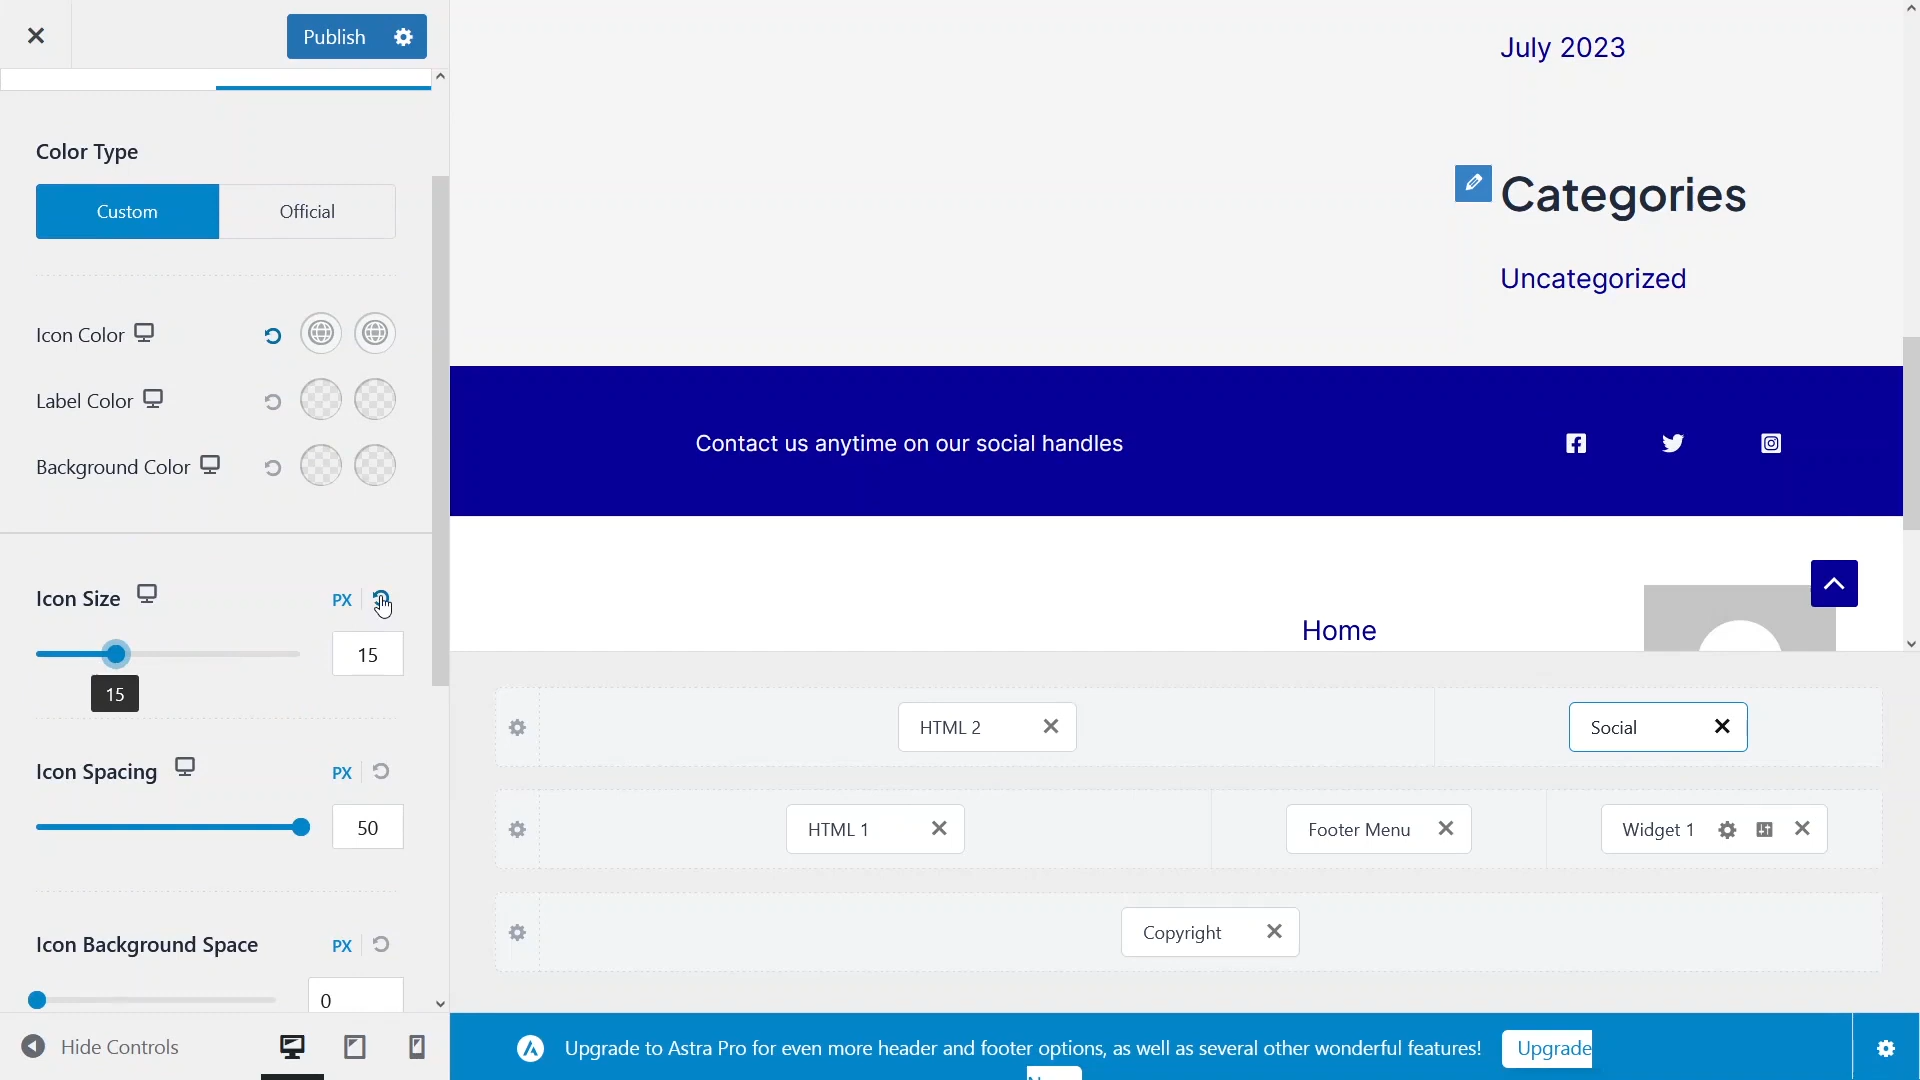 Publish
Color Type
Custom
Official
Icon Color
Label Color
Background Color
Icon Size
PX
15
15
Icon Spacing
PX
50
Icon Background Space
PX
0
Hide Controls
July 2023
Categories
Uncategorized
Contact us anytime on our social handles
Home
HTML 2
Social
HTML 1
Footer Menu
Widget 1
Copyright
Upgrade to Astra Pro for even more header and footer options, as well as several other wonderful features!
Upgrade